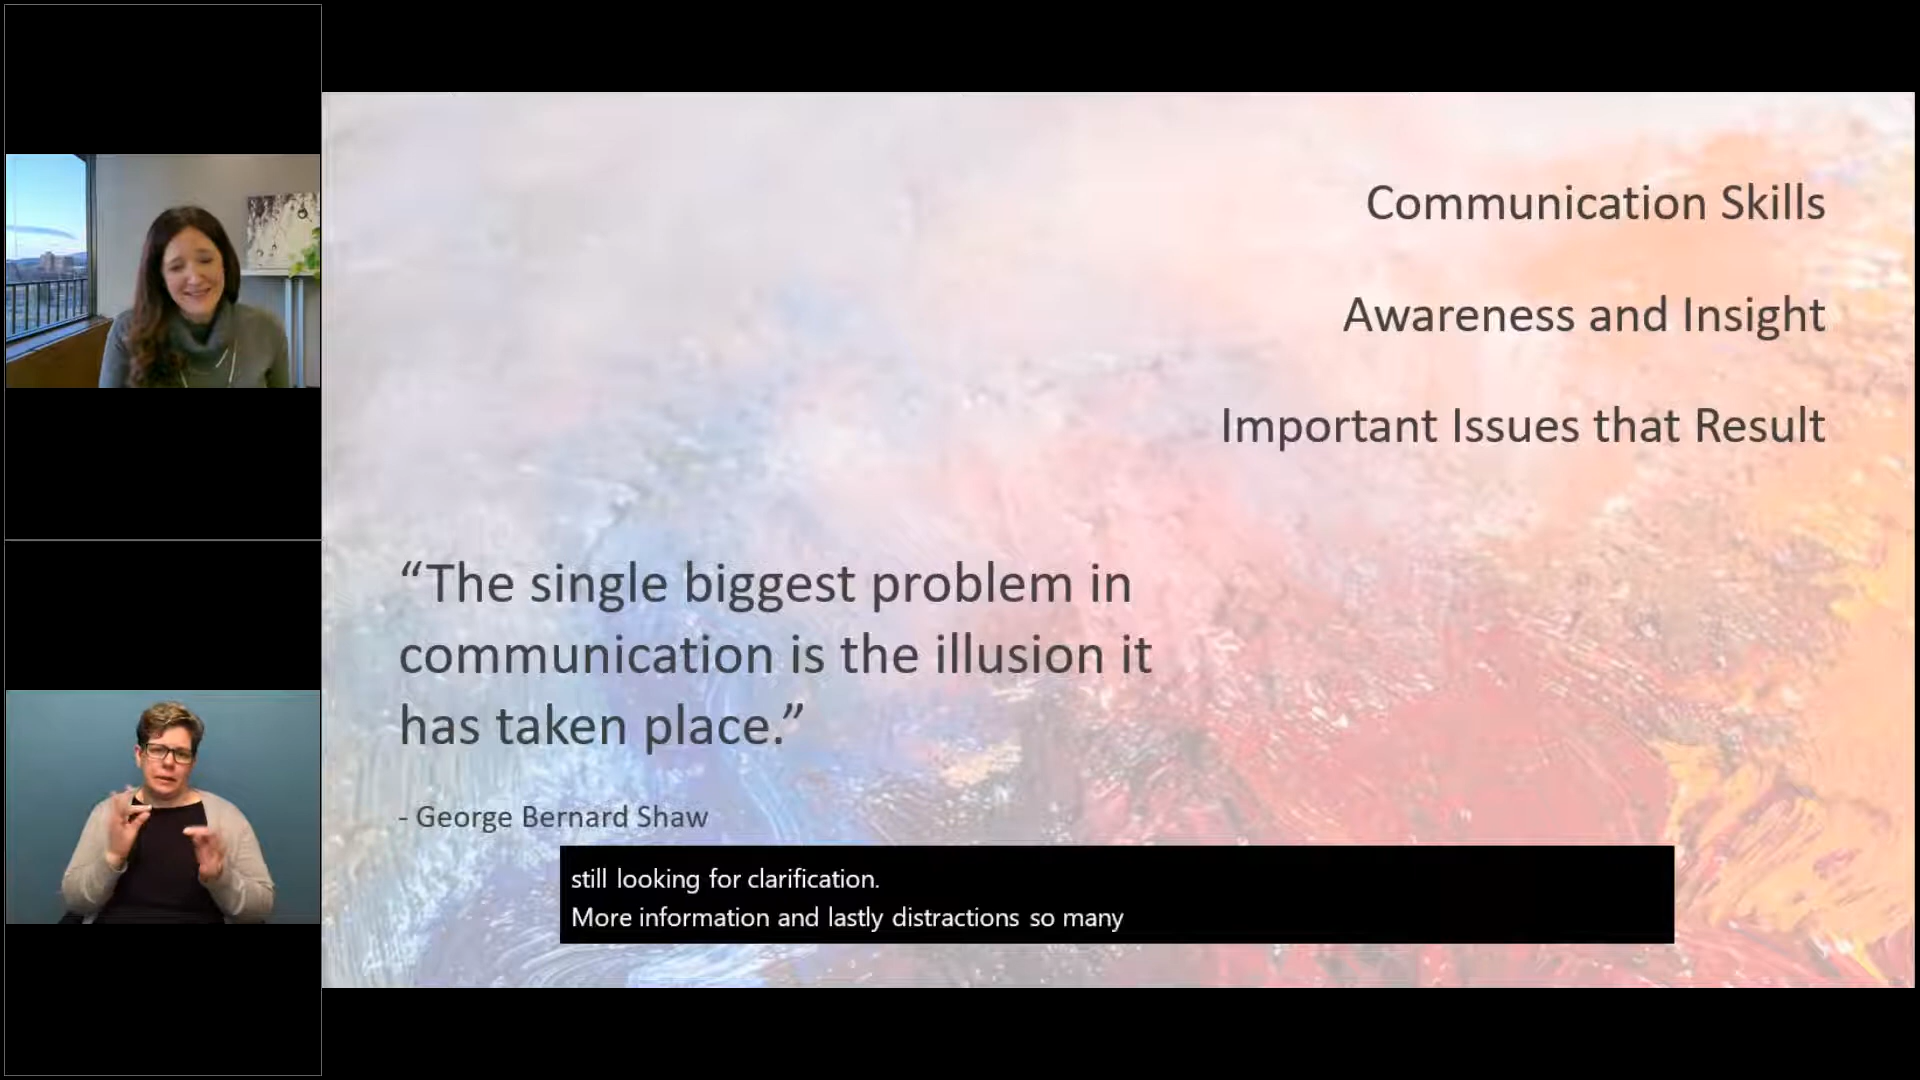 Communication Skills
Awareness and Insight
Important Issues that Result
“The single biggest problem in
communication is the illusion it
has taken place.”
- George Bernard Shaw
still looking for clarification.
More information and lastly distractions so many